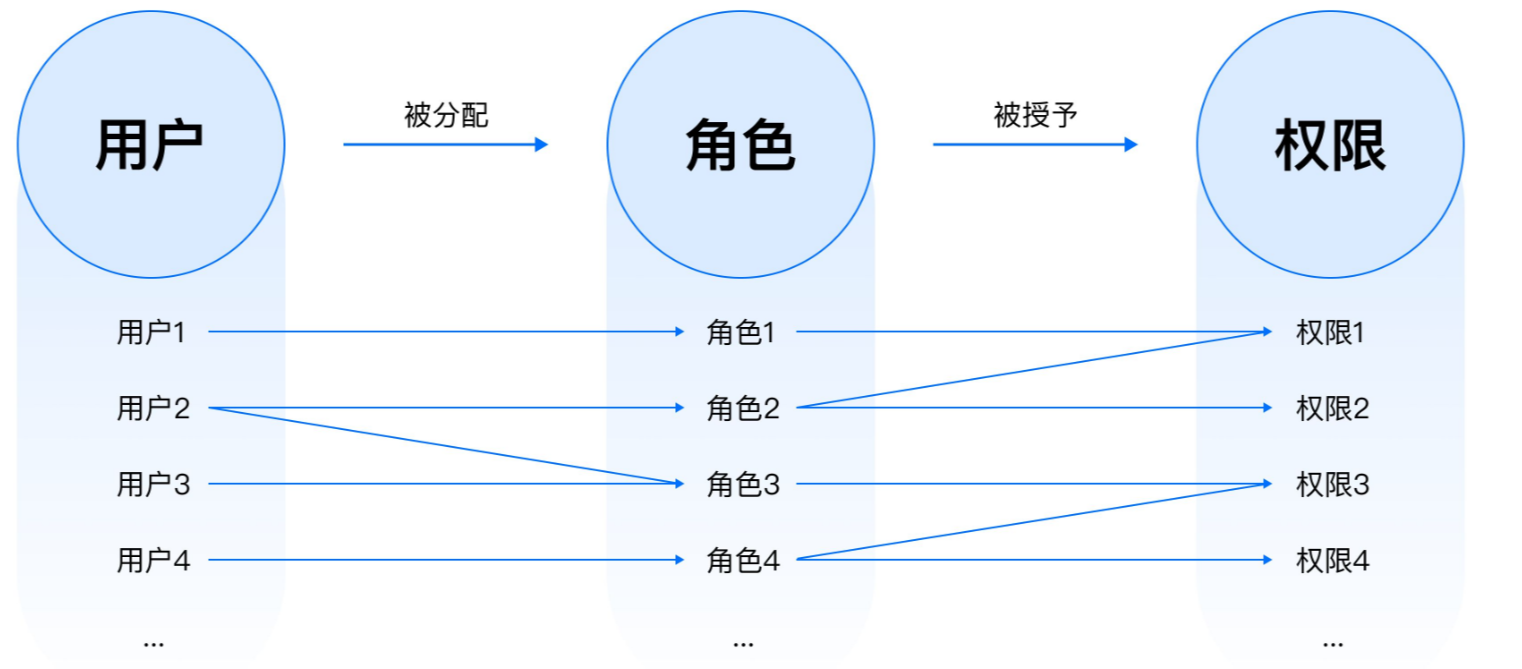 被分配
被授予
用户
角色
权限
用户1
角色1
权限1
用户2
角色2
权限2
用户3
角色3
权限3
用户4
角色4
权限4
...
...
...